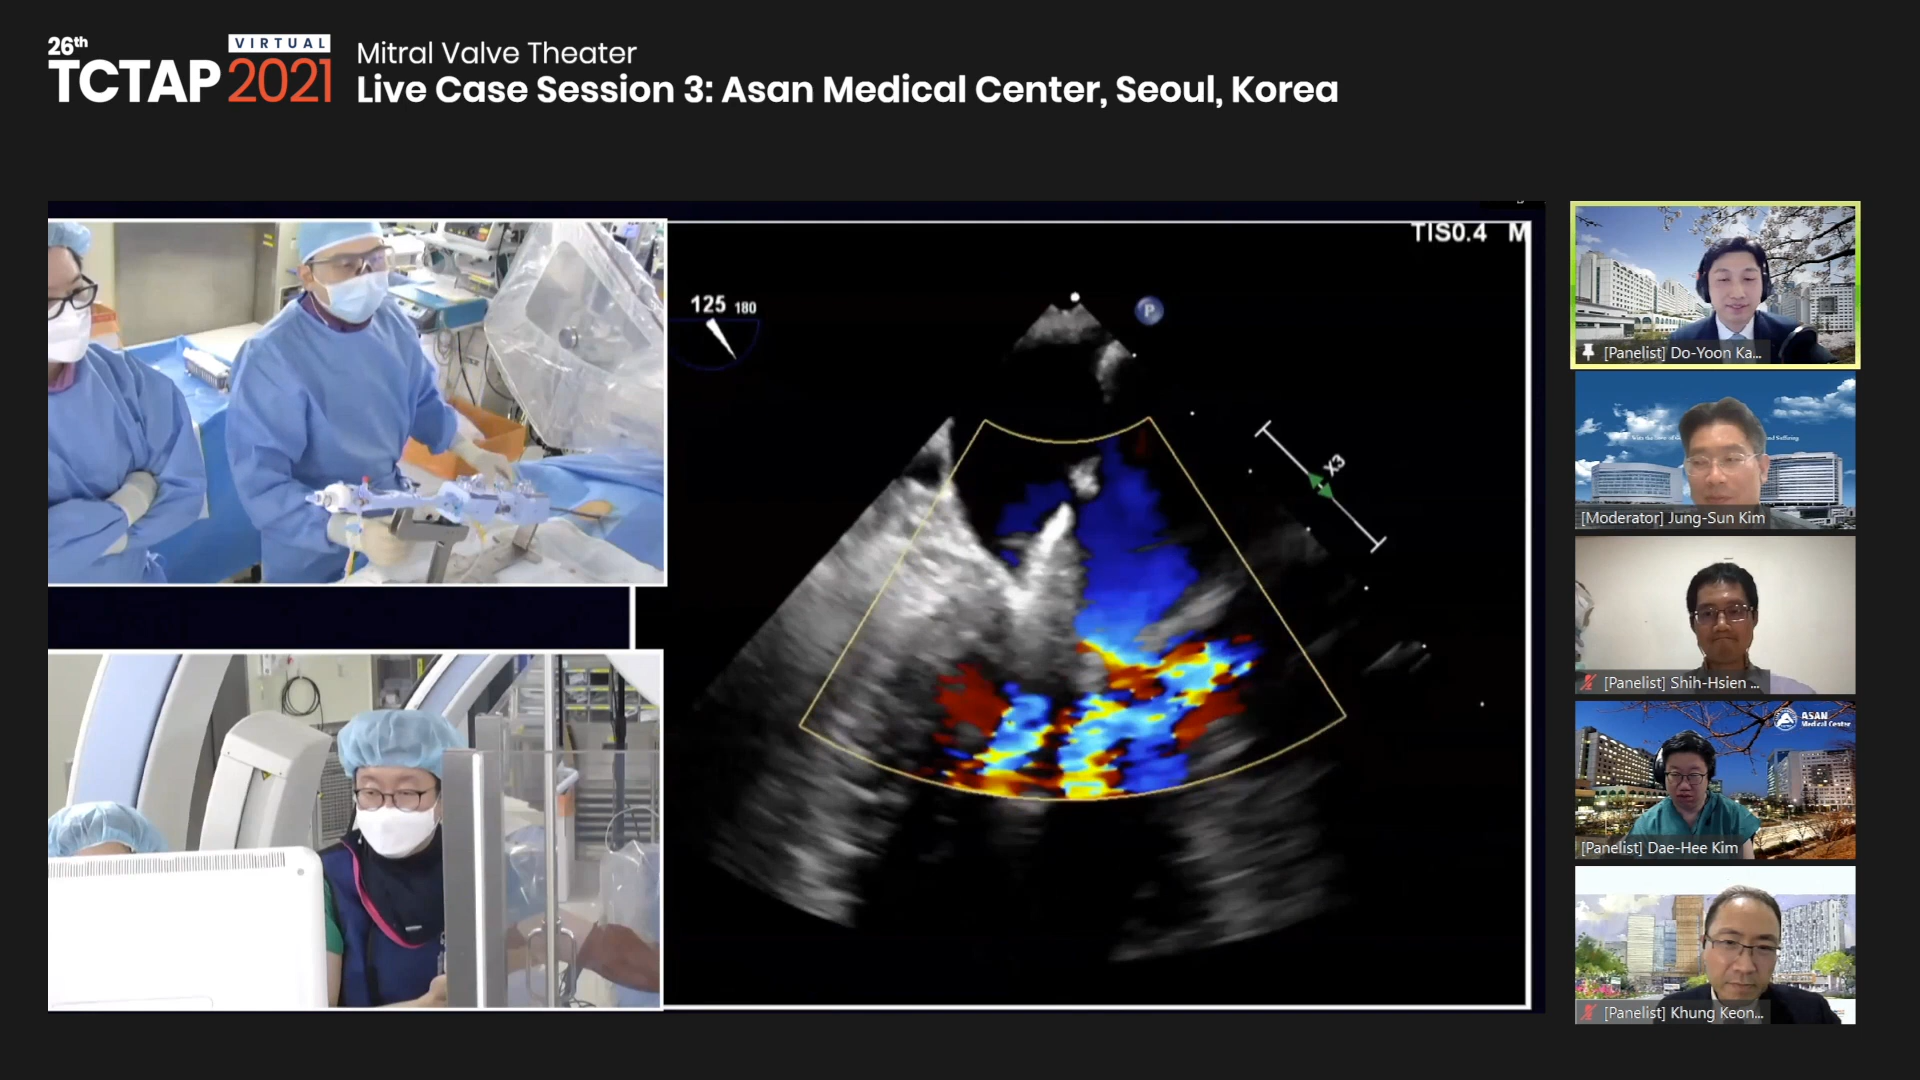 26th
TCTAP
VIRTUAL
2021
Mitral Valve Theater
Live Case Session 3: Asan Medical Center, Seoul, Korea
TIS0.4 M
125 180
P
X3
[Panelist] Do-Yoon Ka...
[Moderator] Jung-Sun Kim
[Panelist] Shih-Hsien ...
ASAN
Medical Center
[Panelist] Dae-Hee Kim
[Panelist] Khung Keon...